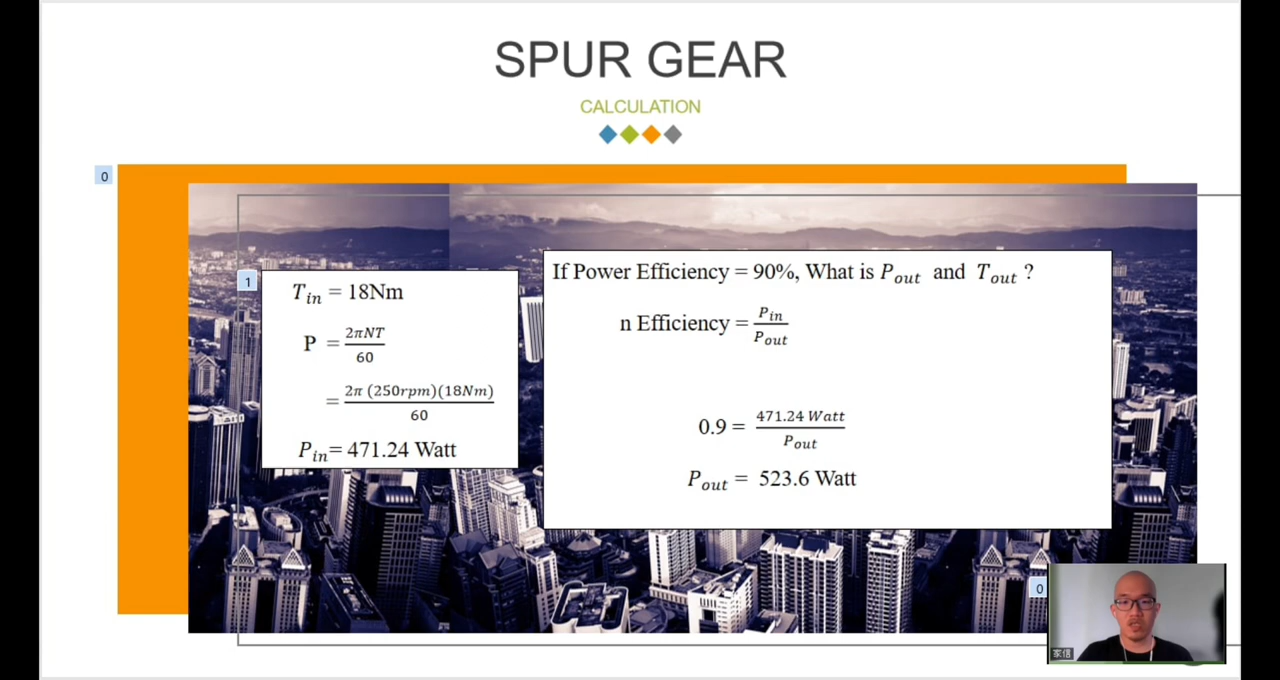 SPUR GEAR
CALCULATION
0
1
T_in = 18Nm
P = 2πNT/60
= 2π (250rpm)(18Nm)/60
P_in= 471.24 Watt
If Power Efficiency = 90%, What is P_out and T_out ?
n Efficiency = P_in/P_out
0.9 = 471.24 Watt/P_out
P_out = 523.6 Watt
0
家信